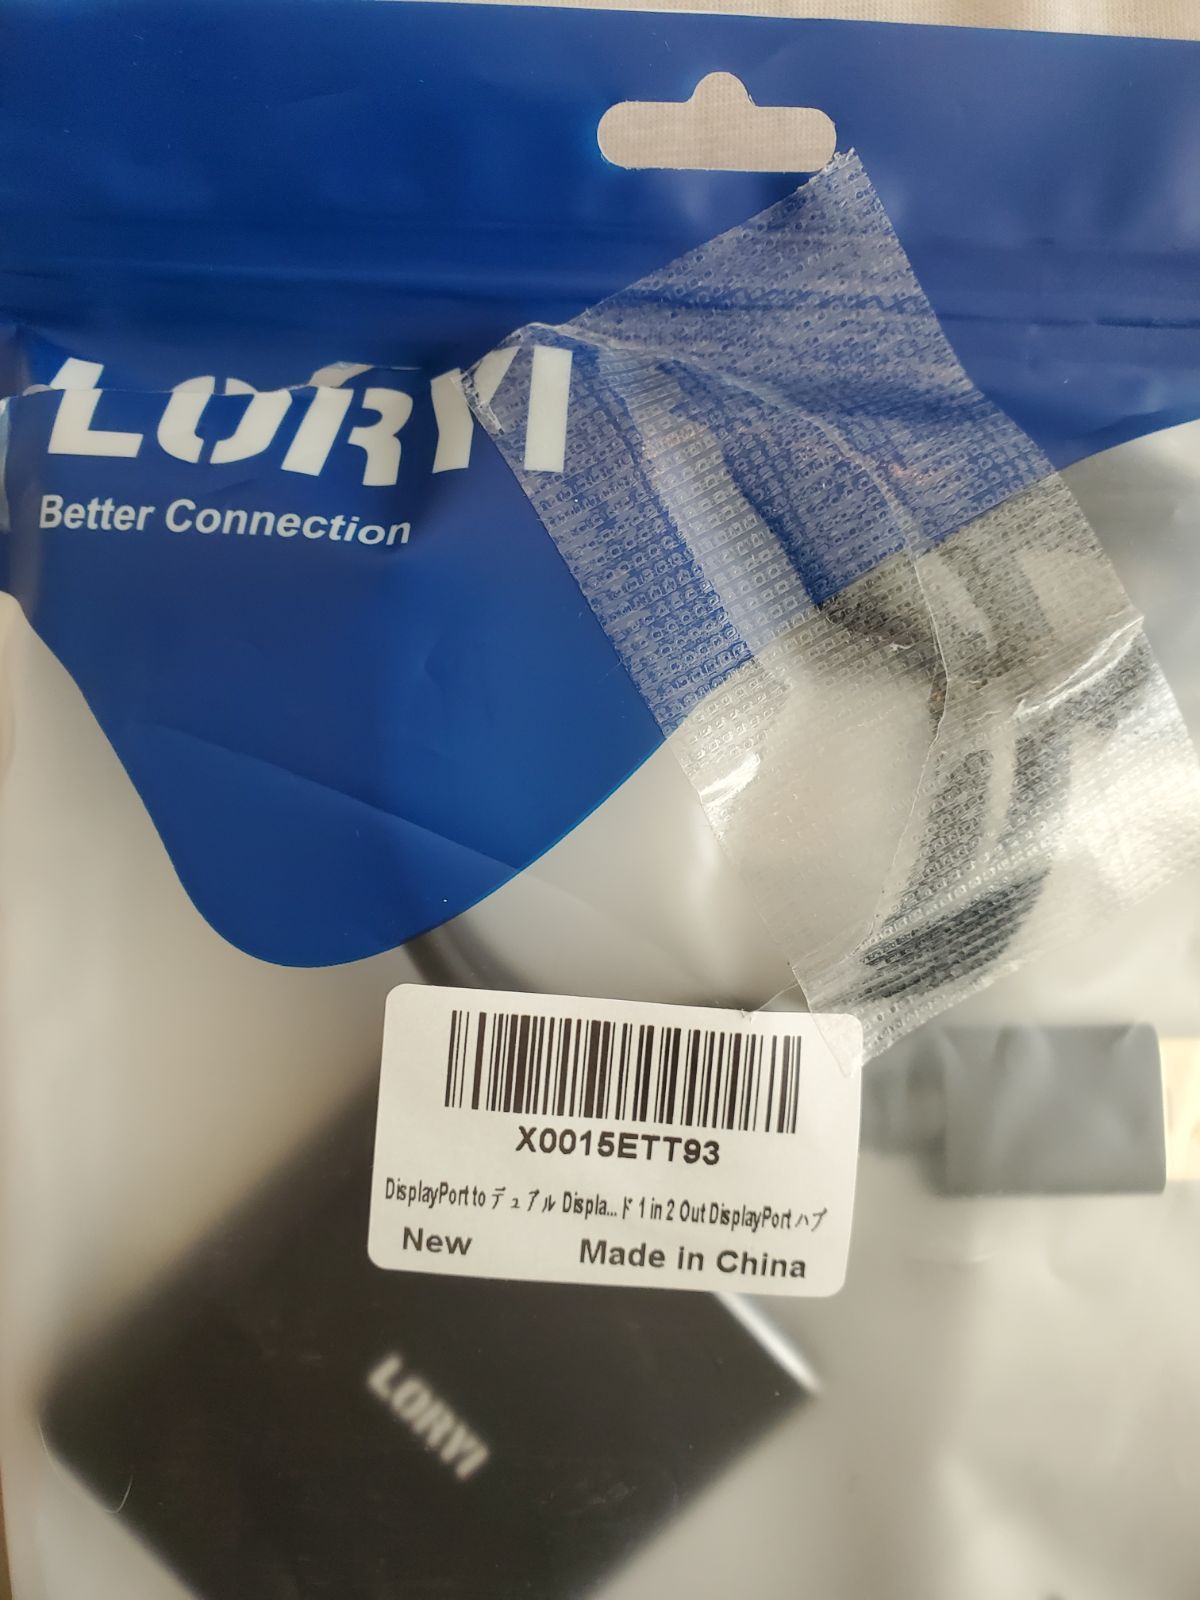 LORYI
Better Connection
X0015ETT93
DisplayPort to デュアル Displa... ド 1 in 2 Out DisplayPort ハブ
New Made in China
LORYI